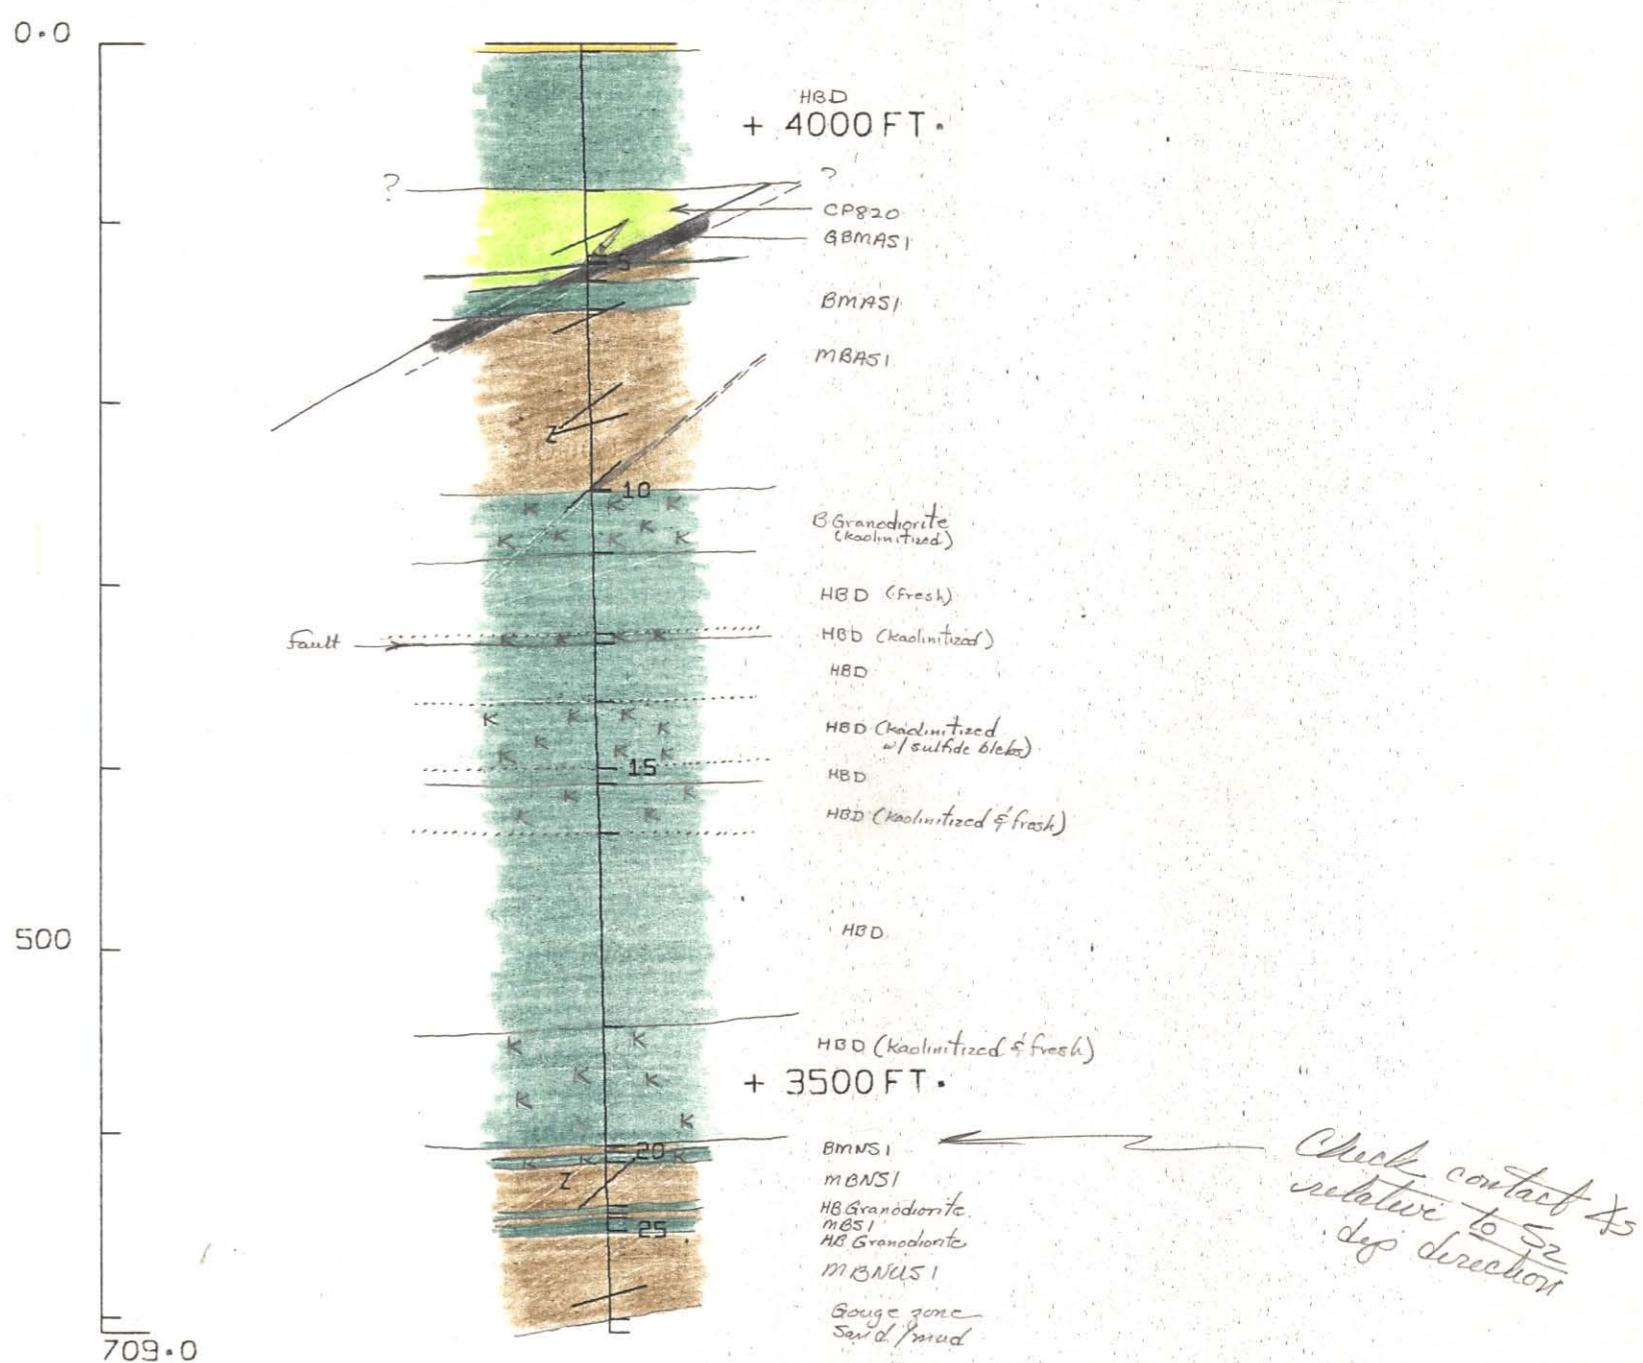 0.0
HBD
+ 4000 FT.
?
?
CP820
GBMAS1
5
BMAS1
MBAS1
Z
10
K K K
K
K K K K
B Granodiorite
(kaolinitized)
HBD (fresh)
Fault
K K K K
HBD (kaolinitized)
HBD
K K K K
K K K K
HBD (kaolinitized
w/ sulfide blebs)
15
HBD
K K
K K
HBD (kaolinitized & fresh)
500
HBD
K K
HBD (kaolinitized & fresh)
K K
+ 3500 FT.
K
K
K
BMNS1
20
K K
Z
MBNS1
HB Granodiorite
MBS1
25
HB Granodiorite
MBNUS1
Gouge zone
Sand/mud
709.0
Check contact ∠s
relative to S2
dip direction